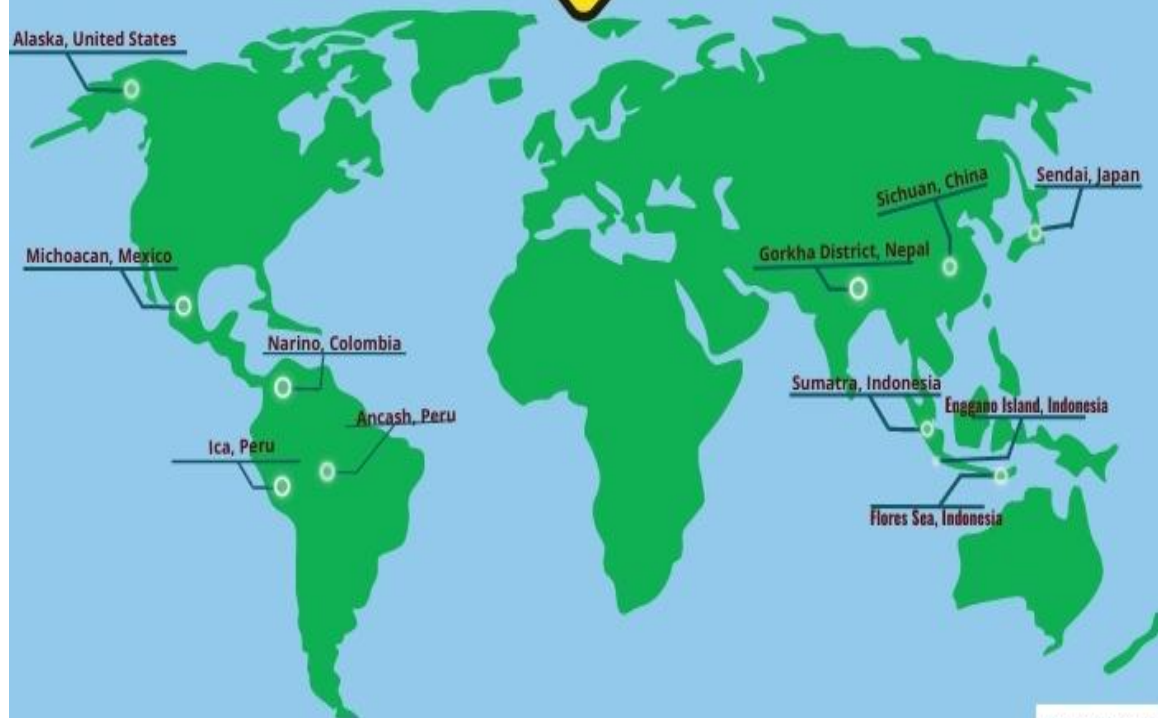 Alaska, United States
Sichuan, China
Sendai, Japan
Michoacan, Mexico
Gorkha District, Nepal
Narino, Colombia
Sumatra, Indonesia
Enggano Island, Indonesia
Ancash, Peru
Ica, Peru
Flores Sea, Indonesia